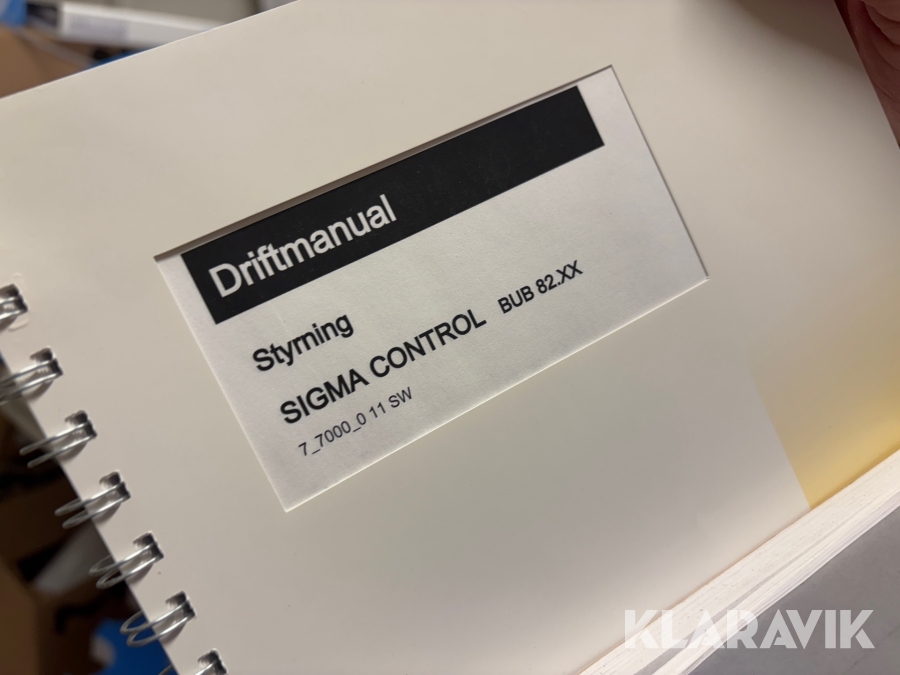 Driftmanual
Styrning
SIGMA CONTROL BUB 82.XX
7_7000_0 11 SW
KLARAVIK